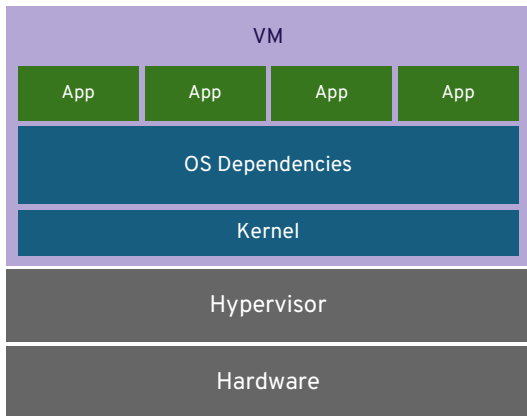 VM
App App App App
OS Dependencies
Kernel
Hypervisor
Hardware